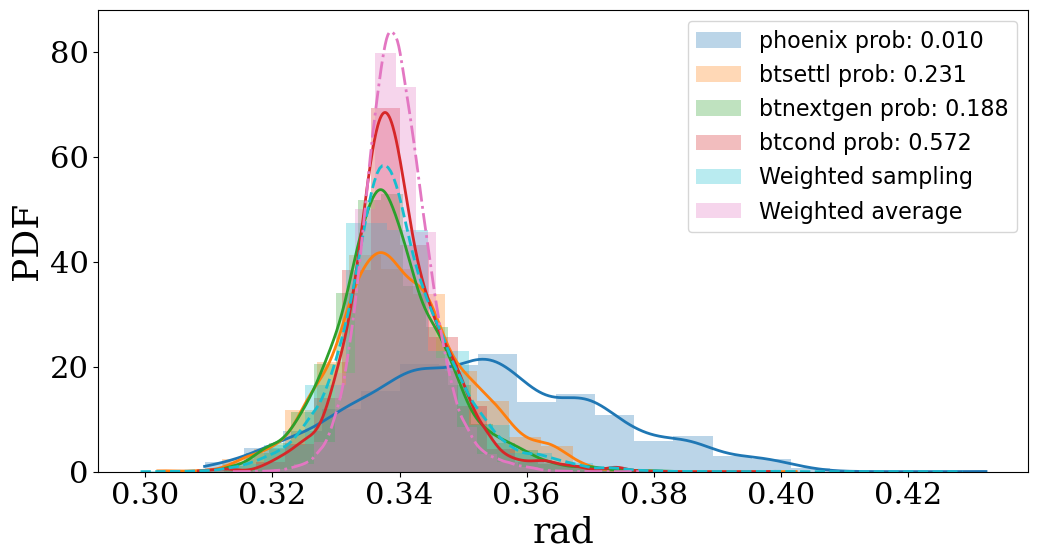 PDF
80
60
40
20
0
0.30 0.32 0.34 0.36 0.38 0.40 0.42
rad
phoenix prob: 0.010
btsettl prob: 0.231
btnextgen prob: 0.188
btcond prob: 0.572
Weighted sampling
Weighted average